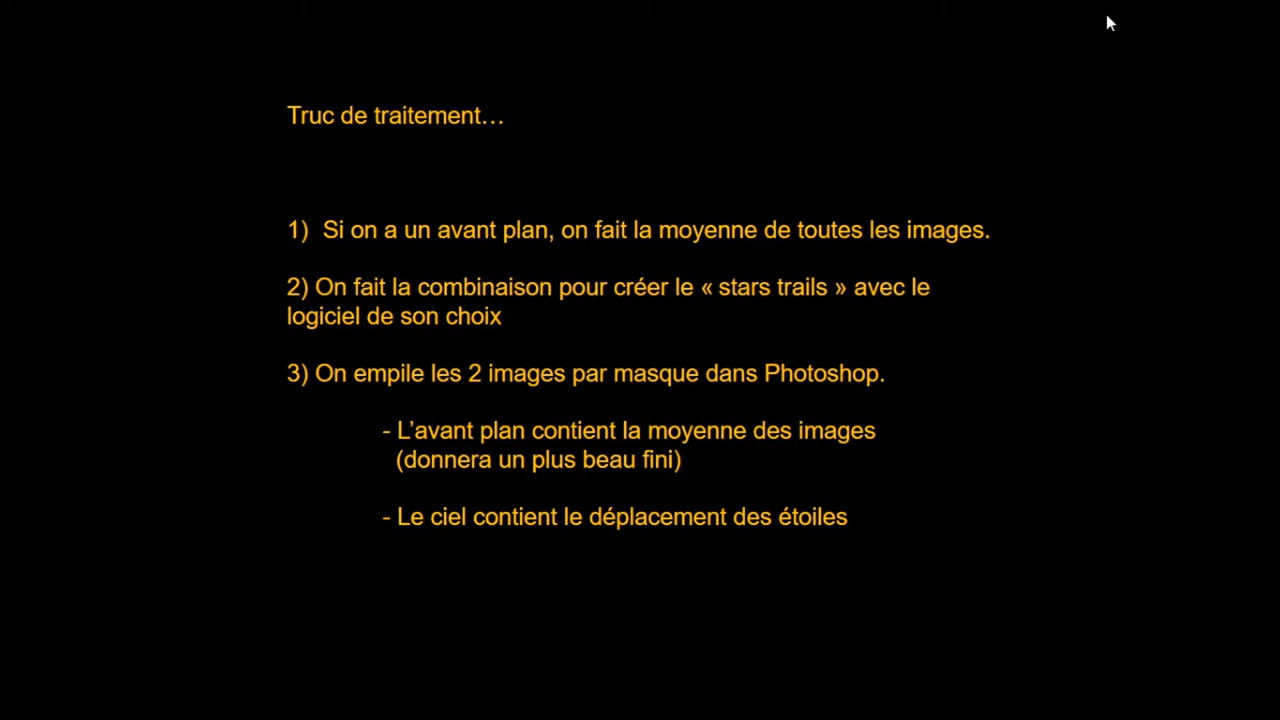 Truc de traitement…
1) Si on a un avant plan, on fait la moyenne de toutes les images.
2) On fait la combinaison pour créer le « stars trails » avec le
logiciel de son choix
3) On empile les 2 images par masque dans Photoshop.
- L’avant plan contient la moyenne des images
(donnera un plus beau fini)
- Le ciel contient le déplacement des étoiles